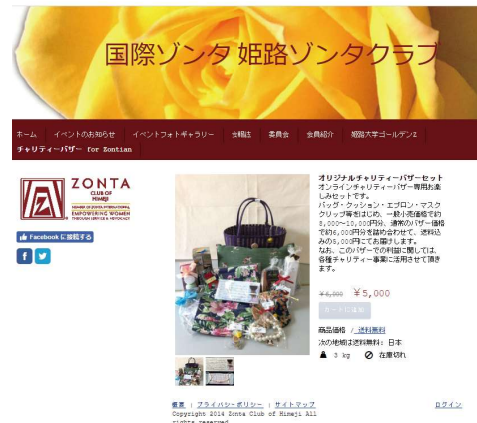 国際ゾンタ 姫路ゾンタクラブ
ホーム イベントのお知らせ イベントフォトギャラリー 会報誌 委員会 会員紹介 姫路大学ゴールデンZ
チャリティーバザー for Zontian
ZONTA
CLUB OF
HIMEJI
MEMBER OF ZONTA INTERNATIONAL
EMPOWERING WOMEN
THROUGH SERVICE & ADVOCACY
Facebook に接続する
オリジナルチャリティーバザーセット
オンラインチャリティーバザー専用お楽
しみセットです。
バッグ・クッション・エプロン・マスク
クリップ等をはじめ、一般小売価格で約
8,000～10,000円分、通常のバザー価格
で約6,000円分を詰め合わせて、送料込
みの5,000円にてお届けします。
なお、このバザーでの利益に関しては、
各種チャリティー事業に活用させて頂き
ます。
¥6,000 ¥5,000
カートに追加
商品価格 / 送料無料
次の地域は送料無料: 日本
3 kg 在庫切れ
概要 | プライバシーポリシー | サイトマップ
ログイン
Copyright 2014 Zonta Club of Himeji All
rights reserved